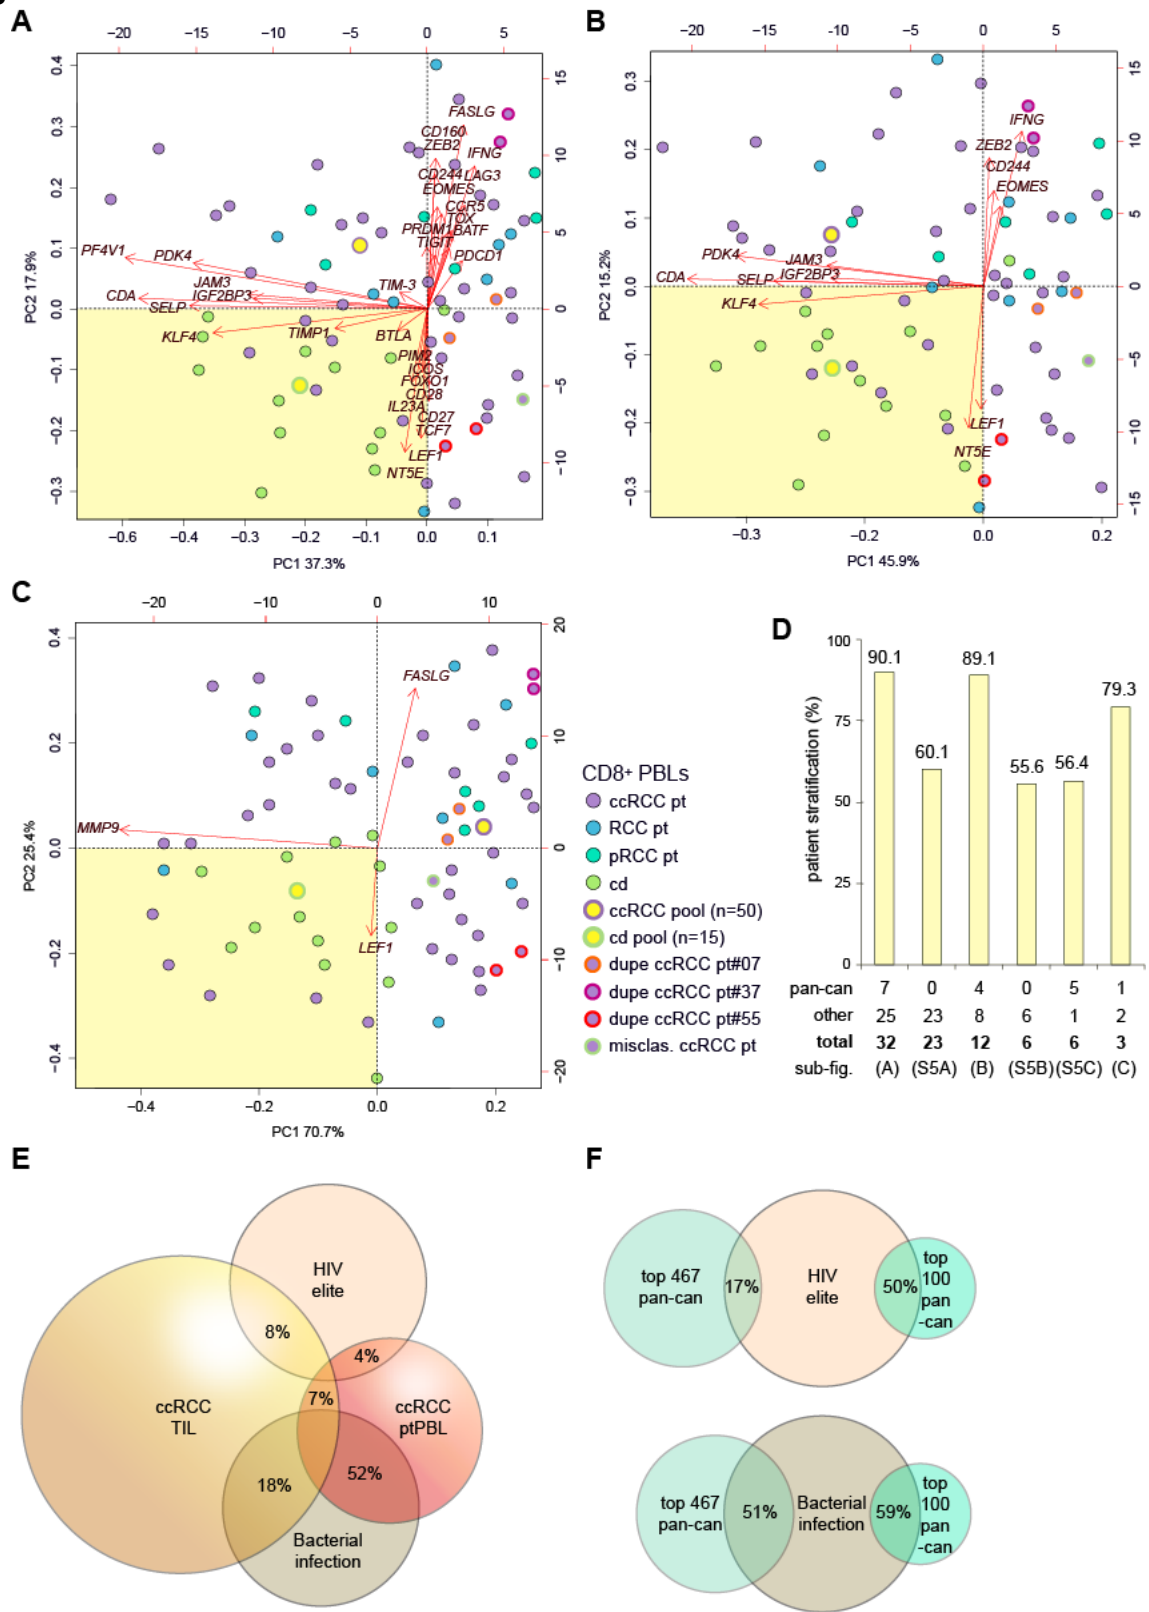 A
−20 −15 −10 −5 0 5
0.4 0.3 0.2 0.1 0.0 −0.1 −0.2 −0.3
PC2 17.9%
15 10 5 0 −5 −10
FASLG
CD160
ZEB2
IFNG
CD244 LAG3
EOMES
CCR5
TOX
PRDM1 BATF
TIGIT
PDCD1
PF4V1
PDK4
TIM-3
JAM3
CDA
IGF2BP3
SELP
KLF4
TIMP1
BTLA
PIM2
ICOS
FOXO1
CD28
IL23A
CD27
TCF7
LEF1
NT5E
−0.6 −0.4 −0.3 −0.2 −0.1 0.0 0.1
PC1 37.3%
B
−20 −15 −10 −5 0 5
0.3 0.2 0.1 0.0 −0.1 −0.2 −0.3
PC2 15.2%
15 10 5 0 −5 −10 −15
IFNG
ZEB2
CD244
EOMES
PDK4
JAM3
CDA
SELP IGF2BP3
KLF4
LEF1
NT5E
−0.3 −0.2 0.0 0.2
PC1 45.9%
C
−20 −10 0 10
0.4 0.2 0.0 −0.2 −0.4
PC2 25.4%
20 10 0 −10 −20
FASLG
MMP9
LEF1
−0.4 −0.2 0.0 0.2
PC1 70.7%
CD8+ PBLs
ccRCC pt
RCC pt
pRCC pt
cd
ccRCC pool (n=50)
cd pool (n=15)
dupe ccRCC pt#07
dupe ccRCC pt#37
dupe ccRCC pt#55
misclas. ccRCC pt
D
patient stratification (%)
100
75
50
25
0
90.1 60.1 89.1 55.6 56.4 79.3
pan-can 7 0 4 0 5 1
other 25 23 8 6 1 2
total 32 23 12 6 6 3
sub-fig. (A) (S5A) (B) (S5B) (S5C) (C)
E
HIV
elite
8%
4%
7%
ccRCC
TIL
ccRCC
ptPBL
18%
52%
Bacterial
infection
F
top 467
pan-can
17%
HIV
elite
50%
top
100
pan
-can
top 467
pan-can
51%
Bacterial
infection
59%
top
100
pan
-can